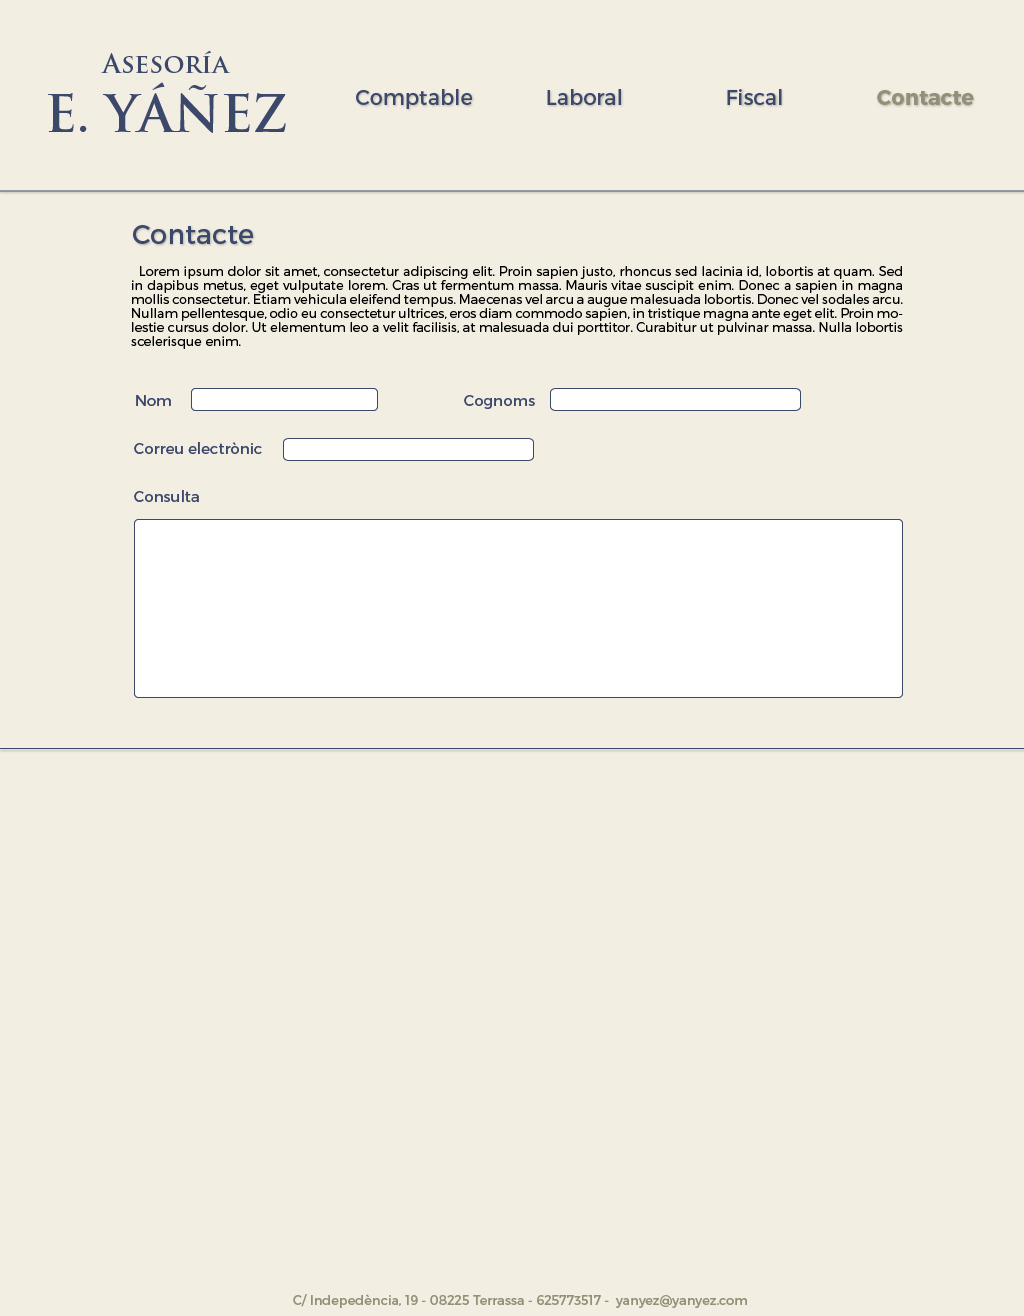 Asesoría
E. YÁÑEZ
Comptable Laboral Fiscal Contacte
Contacte
Lorem ipsum dolor sit amet, consectetur adipiscing elit. Proin sapien justo, rhoncus sed lacinia id, lobortis at quam. Sed
in dapibus metus, eget vulputate lorem. Cras ut fermentum massa. Mauris vitae suscipit enim. Donec a sapien in magna
mollis consectetur. Etiam vehicula eleifend tempus. Maecenas vel arcu a augue malesuada lobortis. Donec vel sodales arcu.
Nullam pellentesque, odio eu consectetur ultrices, eros diam commodo sapien, in tristique magna ante eget elit. Proin mo-
lestie cursus dolor. Ut elementum leo a velit facilisis, at malesuada dui porttitor. Curabitur ut pulvinar massa. Nulla lobortis
scelerisque enim.
Nom Cognoms
Correu electrònic
Consulta
C/ Indepedència, 19 - 08225 Terrassa - 625773517 - yanyez@yanyez.com